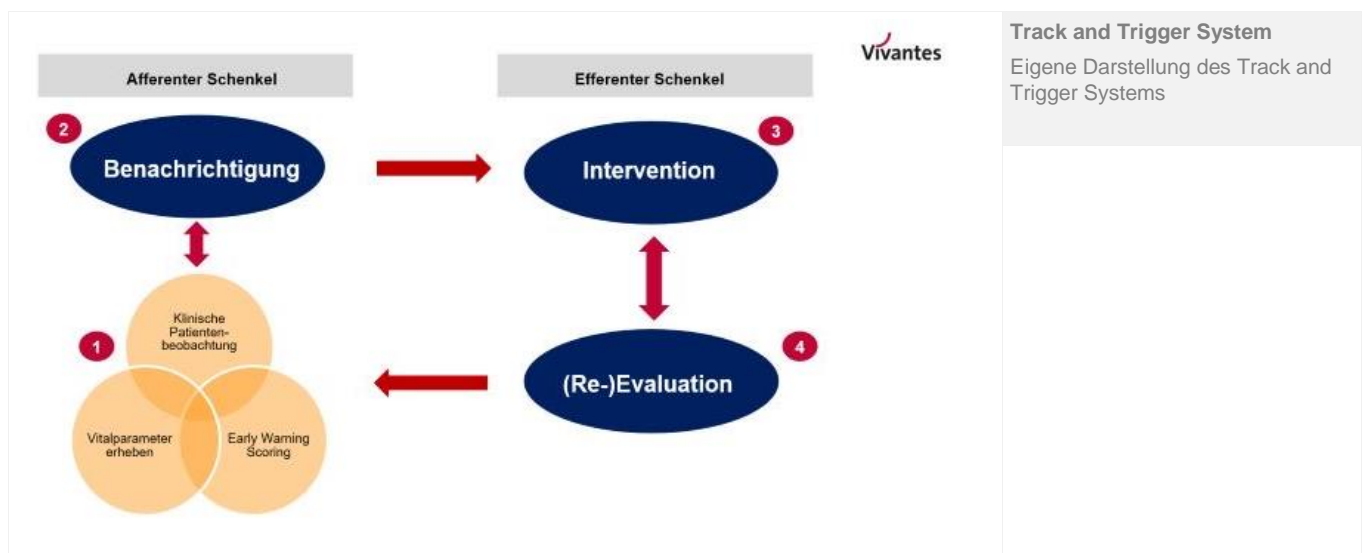 Vivantes
Afferenter Schenkel
Efferenter Schenkel
2
Benachrichtigung
3
Intervention
1
Klinische
Patienten-
beobachtung
Vitalparameter
erheben
Early Warning
Scoring
4
(Re-)Evaluation
Track and Trigger System
Eigene Darstellung des Track and
Trigger Systems